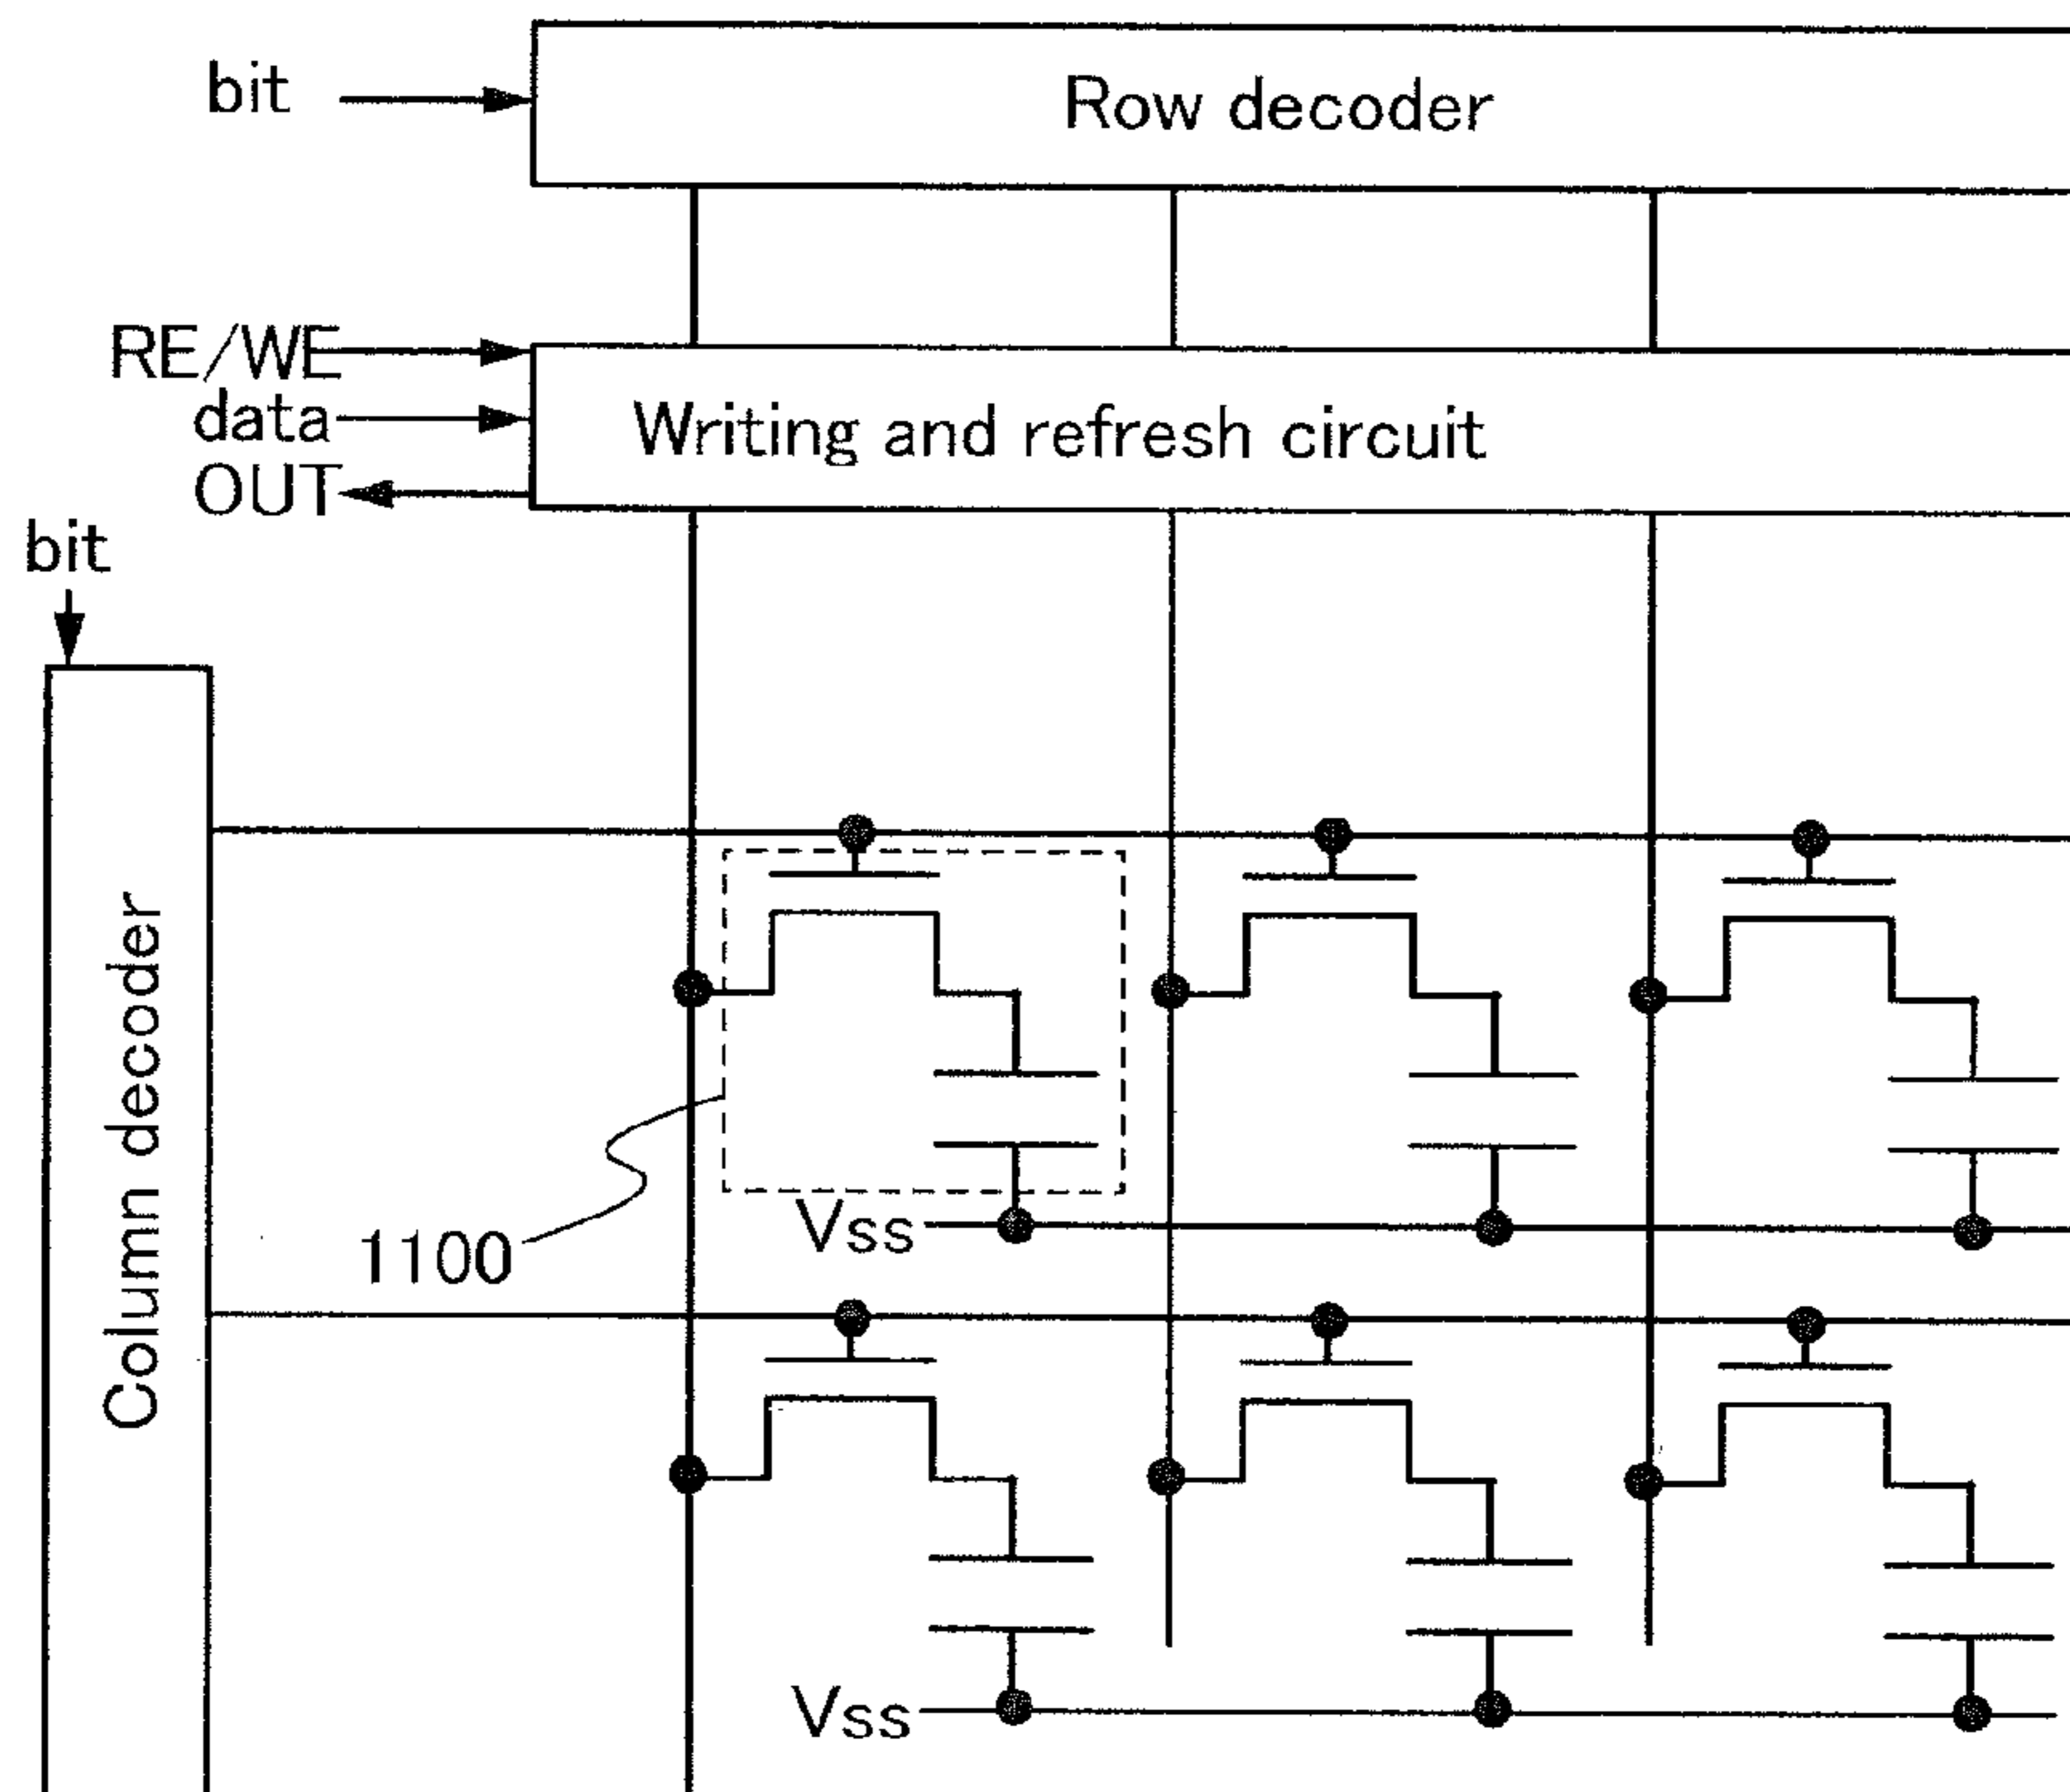 bit
Row decoder
RE/WE
data
OUT
Writing and refresh circuit
bit
Column decoder
1100
Vss
Vss